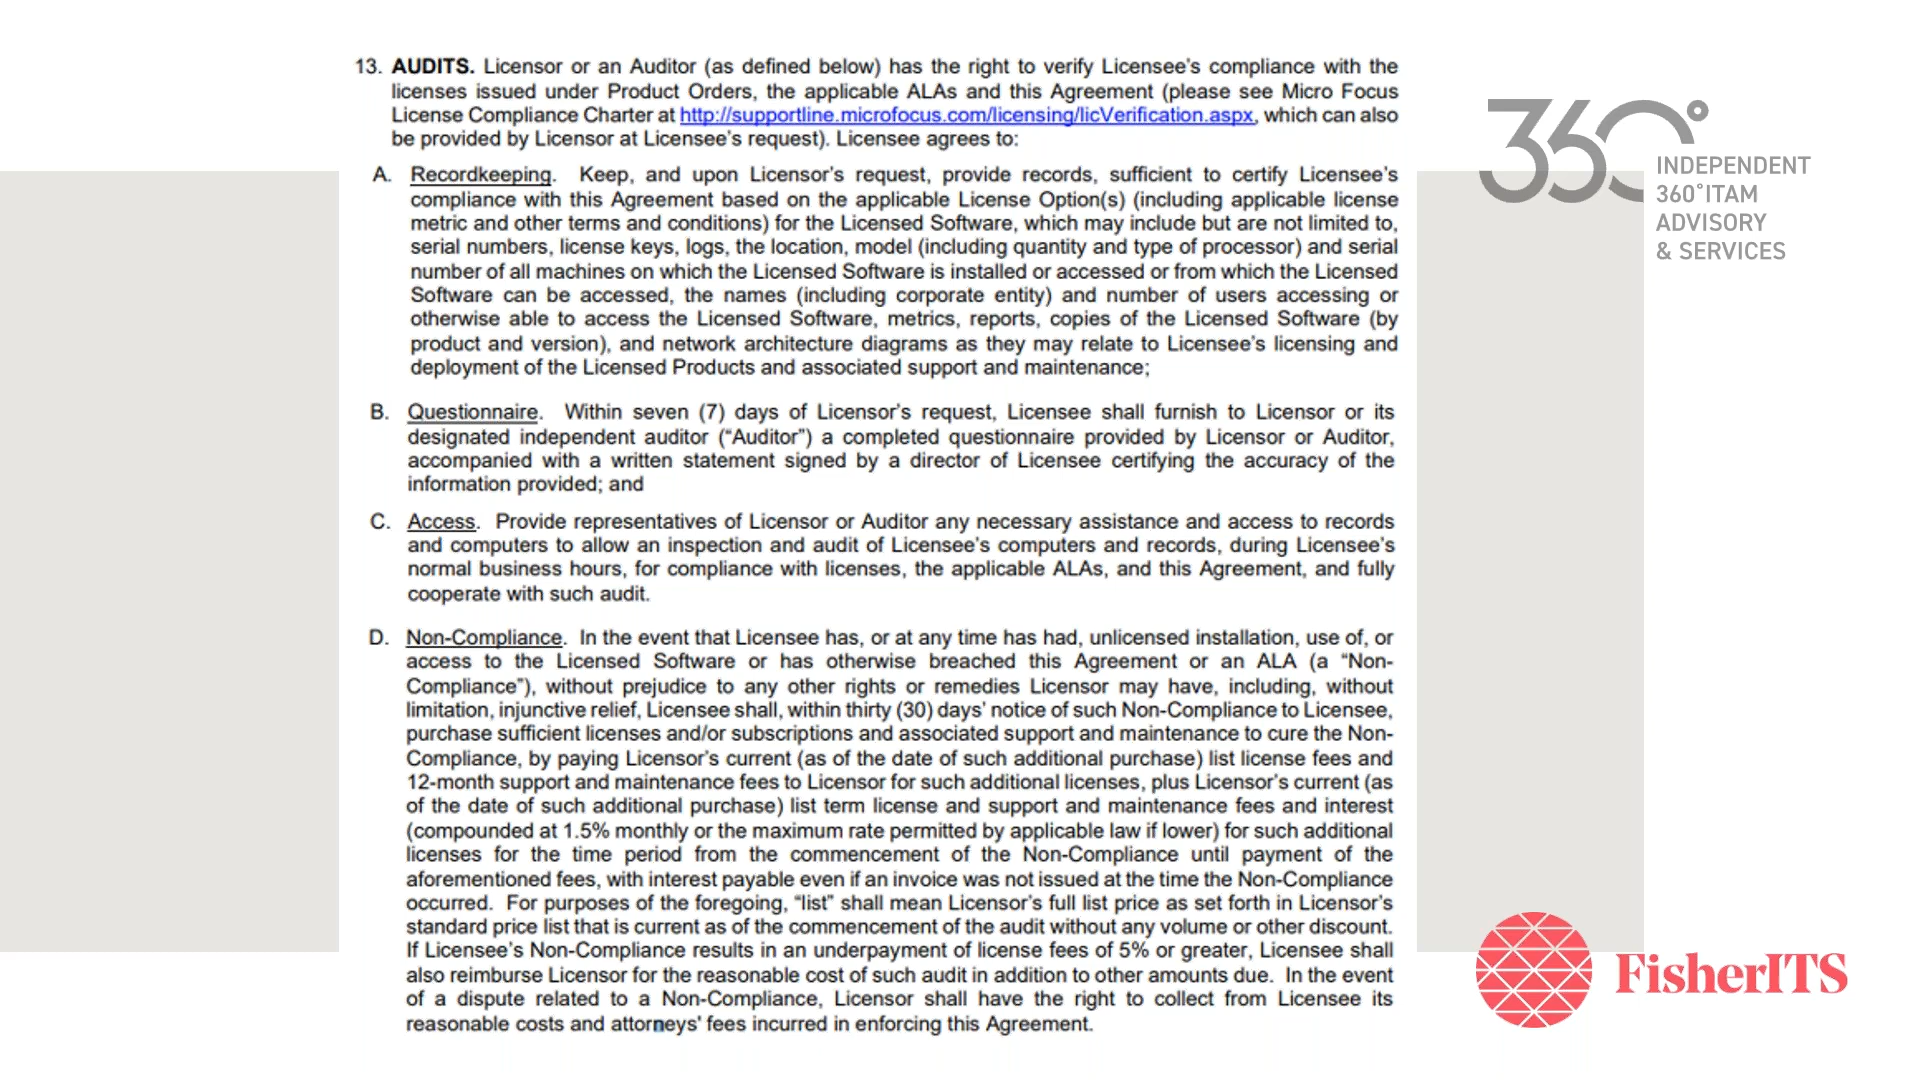 13. AUDITS. Licensor or an Auditor (as defined below) has the right to verify Licensee's compliance with the
licenses issued under Product Orders, the applicable ALAs and this Agreement (please see Micro Focus
License Compliance Charter at http://supportline.microfocus.com/licensing/licVerification.aspx, which can also
be provided by Licensor at Licensee's request). Licensee agrees to:
A. Recordkeeping. Keep, and upon Licensor's request, provide records, sufficient to certify Licensee's
compliance with this Agreement based on the applicable License Option(s) (including applicable license
metric and other terms and conditions) for the Licensed Software, which may include but are not limited to,
serial numbers, license keys, logs, the location, model (including quantity and type of processor) and serial
number of all machines on which the Licensed Software is installed or accessed or from which the Licensed
Software can be accessed, the names (including corporate entity) and number of users accessing or
otherwise able to access the Licensed Software, metrics, reports, copies of the Licensed Software (by
product and version), and network architecture diagrams as they may relate to Licensee's licensing and
deployment of the Licensed Products and associated support and maintenance;
B. Questionnaire. Within seven (7) days of Licensor's request, Licensee shall furnish to Licensor or its
designated independent auditor ("Auditor") a completed questionnaire provided by Licensor or Auditor,
accompanied with a written statement signed by a director of Licensee certifying the accuracy of the
information provided; and
C. Access. Provide representatives of Licensor or Auditor any necessary assistance and access to records
and computers to allow an inspection and audit of Licensee's computers and records, during Licensee's
normal business hours, for compliance with licenses, the applicable ALAs, and this Agreement, and fully
cooperate with such audit.
D. Non-Compliance. In the event that Licensee has, or at any time has had, unlicensed installation, use of, or
access to the Licensed Software or has otherwise breached this Agreement or an ALA (a "Non-
Compliance"), without prejudice to any other rights or remedies Licensor may have, including, without
limitation, injunctive relief, Licensee shall, within thirty (30) days' notice of such Non-Compliance to Licensee,
purchase sufficient licenses and/or subscriptions and associated support and maintenance to cure the Non-
Compliance, by paying Licensor's current (as of the date of such additional purchase) list license fees and
12-month support and maintenance fees to Licensor for such additional licenses, plus Licensor's current (as
of the date of such additional purchase) list term license and support and maintenance fees and interest
(compounded at 1.5% monthly or the maximum rate permitted by applicable law if lower) for such additional
licenses for the time period from the commencement of the Non-Compliance until payment of the
aforementioned fees, with interest payable even if an invoice was not issued at the time the Non-Compliance
occurred. For purposes of the foregoing, "list" shall mean Licensor's full list price as set forth in Licensor's
standard price list that is current as of the commencement of the audit without any volume or other discount.
If Licensee's Non-Compliance results in an underpayment of license fees of 5% or greater, Licensee shall
also reimburse Licensor for the reasonable cost of such audit in addition to other amounts due. In the event
of a dispute related to a Non-Compliance, Licensor shall have the right to collect from Licensee its
reasonable costs and attorneys' fees incurred in enforcing this Agreement.
360°
INDEPENDENT
360°ITAM
ADVISORY
& SERVICES
FisherITS